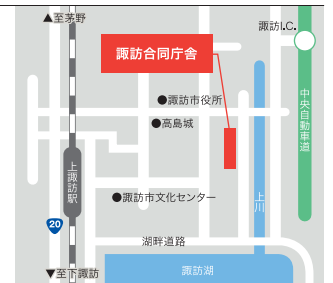 ▲至茅野
諏訪I.C.
諏訪合同庁舎
●諏訪市役所
●高島城
中央自動車道
上諏訪駅
●諏訪市文化センター
上川
20
湖畔道路
▼至下諏訪
諏訪湖